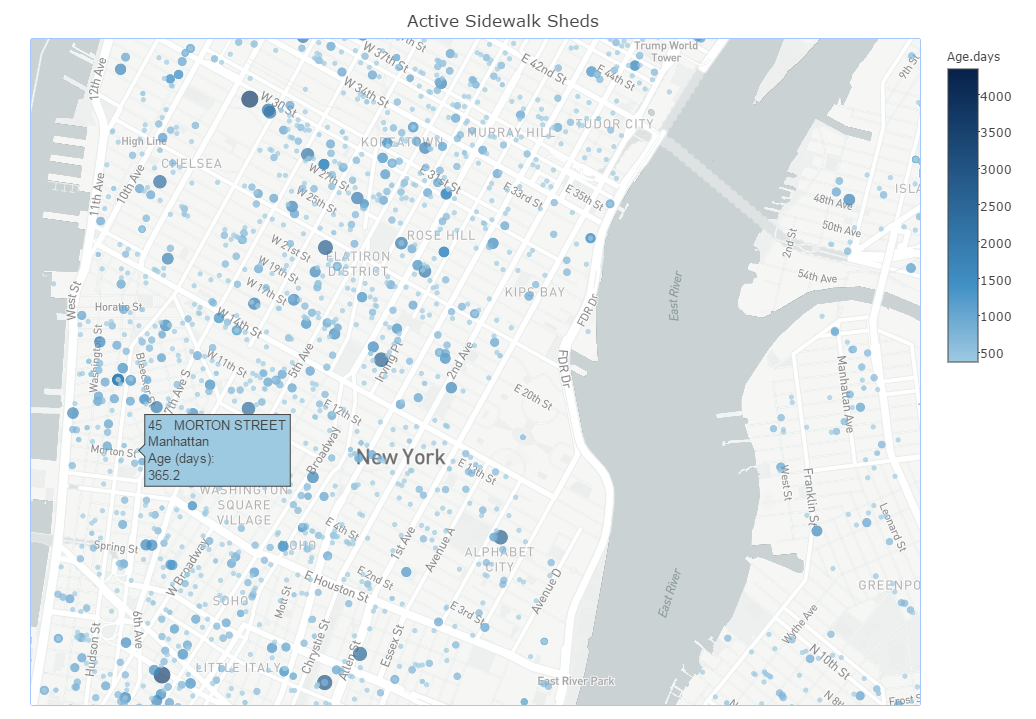 Active Sidewalk Sheds
Age.days
4000
3500
3000
2500
2000
1500
1000
500
Trump World
Tower
12th Ave
W 37th St
E 42nd St
E 44th St
9th St
W 34th St
W 30 St
TUDOR CITY
MURRAY HILL
KOREATOWN
High Line
CHELSEA
11th Ave
10th Ave
W 27th St
E 31st St
E 33rd St
E 35th St
W 25th St
48th Ave
50th Ave
2nd St
54th Ave
ROSE HILL
W 21st St
FLATIRON
DISTRICT
W 19th St
KIPS BAY
East River
West St
W 17th St
FDR Dr
Horatio St
W 14th St
Washington St
W 11th St
5th Ave
Irving Pl
2nd Ave
FDR Dr
Manhattan Ave
7th Ave S
E 20th St
E 12th St
45 MORTON STREET
Manhattan
Age (days):
365.2
Morton St
Broadway
New York
E 11th St
West St
Franklin St
WASHINGTON
SQUARE
VILLAGE
Leonard St
E 4th St
Spring St
1st Ave
Avenue A
ALPHABET
CITY
W Broadway
E 2nd St
E Houston St
Avenue D
East River
SOHO
Mott St
E 3rd St
6th Ave
Hudson St
Chrystie St
Allen St
Essex St
Wythe Ave
LITTLE ITALY
N 10th St
East River Park
N 8th
Frost S